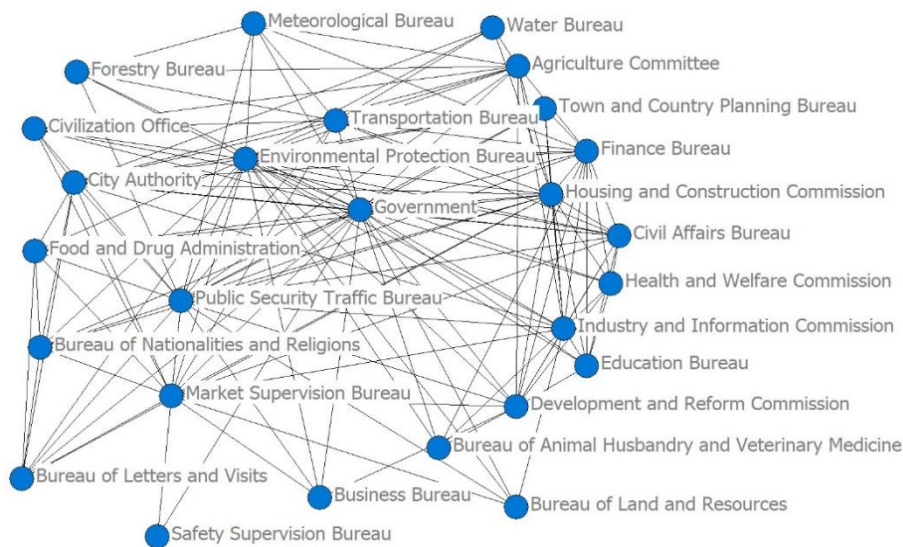 Meteorological Bureau
Water Bureau
Forestry Bureau
Agriculture Committee
Town and Country Planning Bureau
Civilization Office
Transportation Bureau
Environmental Protection Bureau
Finance Bureau
City Authority
Housing and Construction Commission
Government
Civil Affairs Bureau
Food and Drug Administration
Health and Welfare Commission
Public Security Traffic Bureau
Industry and Information Commission
Bureau of Nationalities and Religions
Education Bureau
Market Supervision Bureau
Development and Reform Commission
Bureau of Animal Husbandry and Veterinary Medicine
Bureau of Letters and Visits
Business Bureau
Bureau of Land and Resources
Safety Supervision Bureau